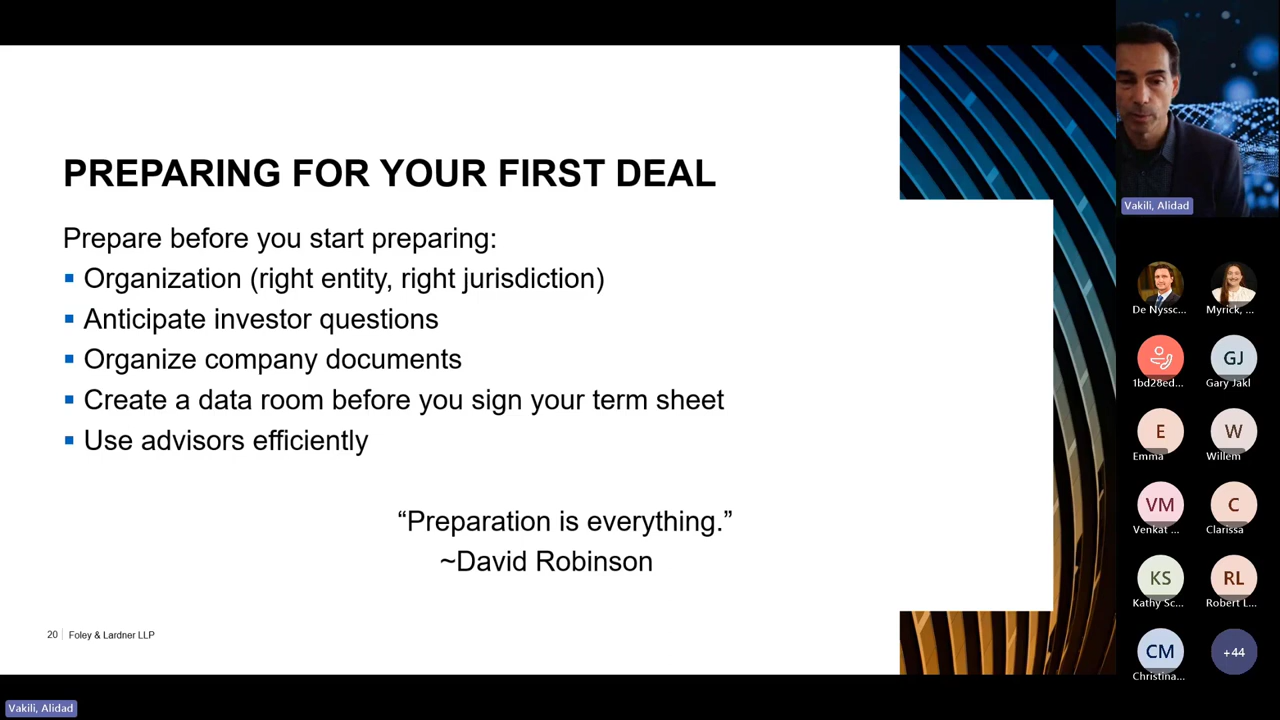 PREPARING FOR YOUR FIRST DEAL
Prepare before you start preparing:
▪ Organization (right entity, right jurisdiction)
▪ Anticipate investor questions
▪ Organize company documents
▪ Create a data room before you sign your term sheet
▪ Use advisors efficiently
“Preparation is everything.”
~David Robinson
20 | Foley & Lardner LLP
Vakili, Alidad
Vakili, Alidad
De Nyssc...
Myrick, ...
1bd28ed...
GJ
Gary Jakl
E
Emma
W
Willem
VM
Venkat ...
C
Clarissa
KS
Kathy Sc...
RL
Robert L...
CM
Christina...
+44